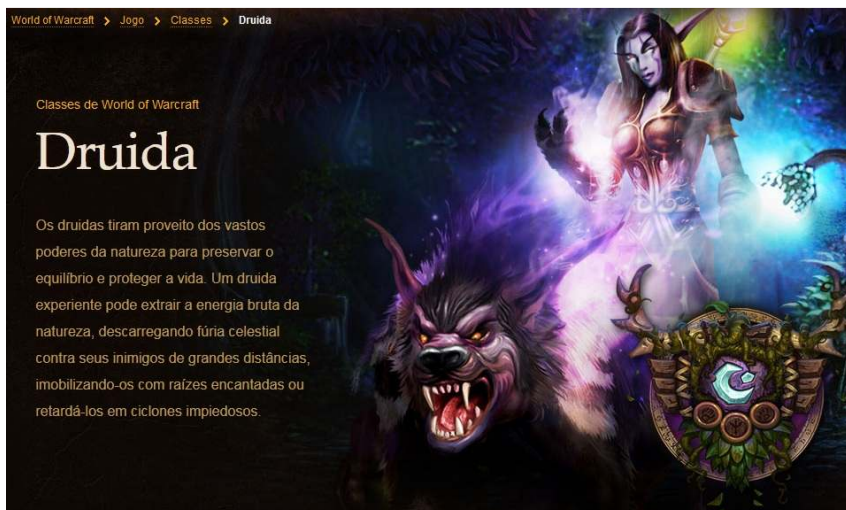 World of Warcraft > Jogo > Classes > Druida
Classes de World of Warcraft
Druida
Os druidas tiram proveito dos vastos
poderes da natureza para preservar o
equilíbrio e proteger a vida. Um druida
experiente pode extrair a energia bruta da
natureza, descarregando fúria celestial
contra seus inimigos de grandes distâncias,
imobilizando-os com raízes encantadas ou
retardá-los em ciclones impiedosos.